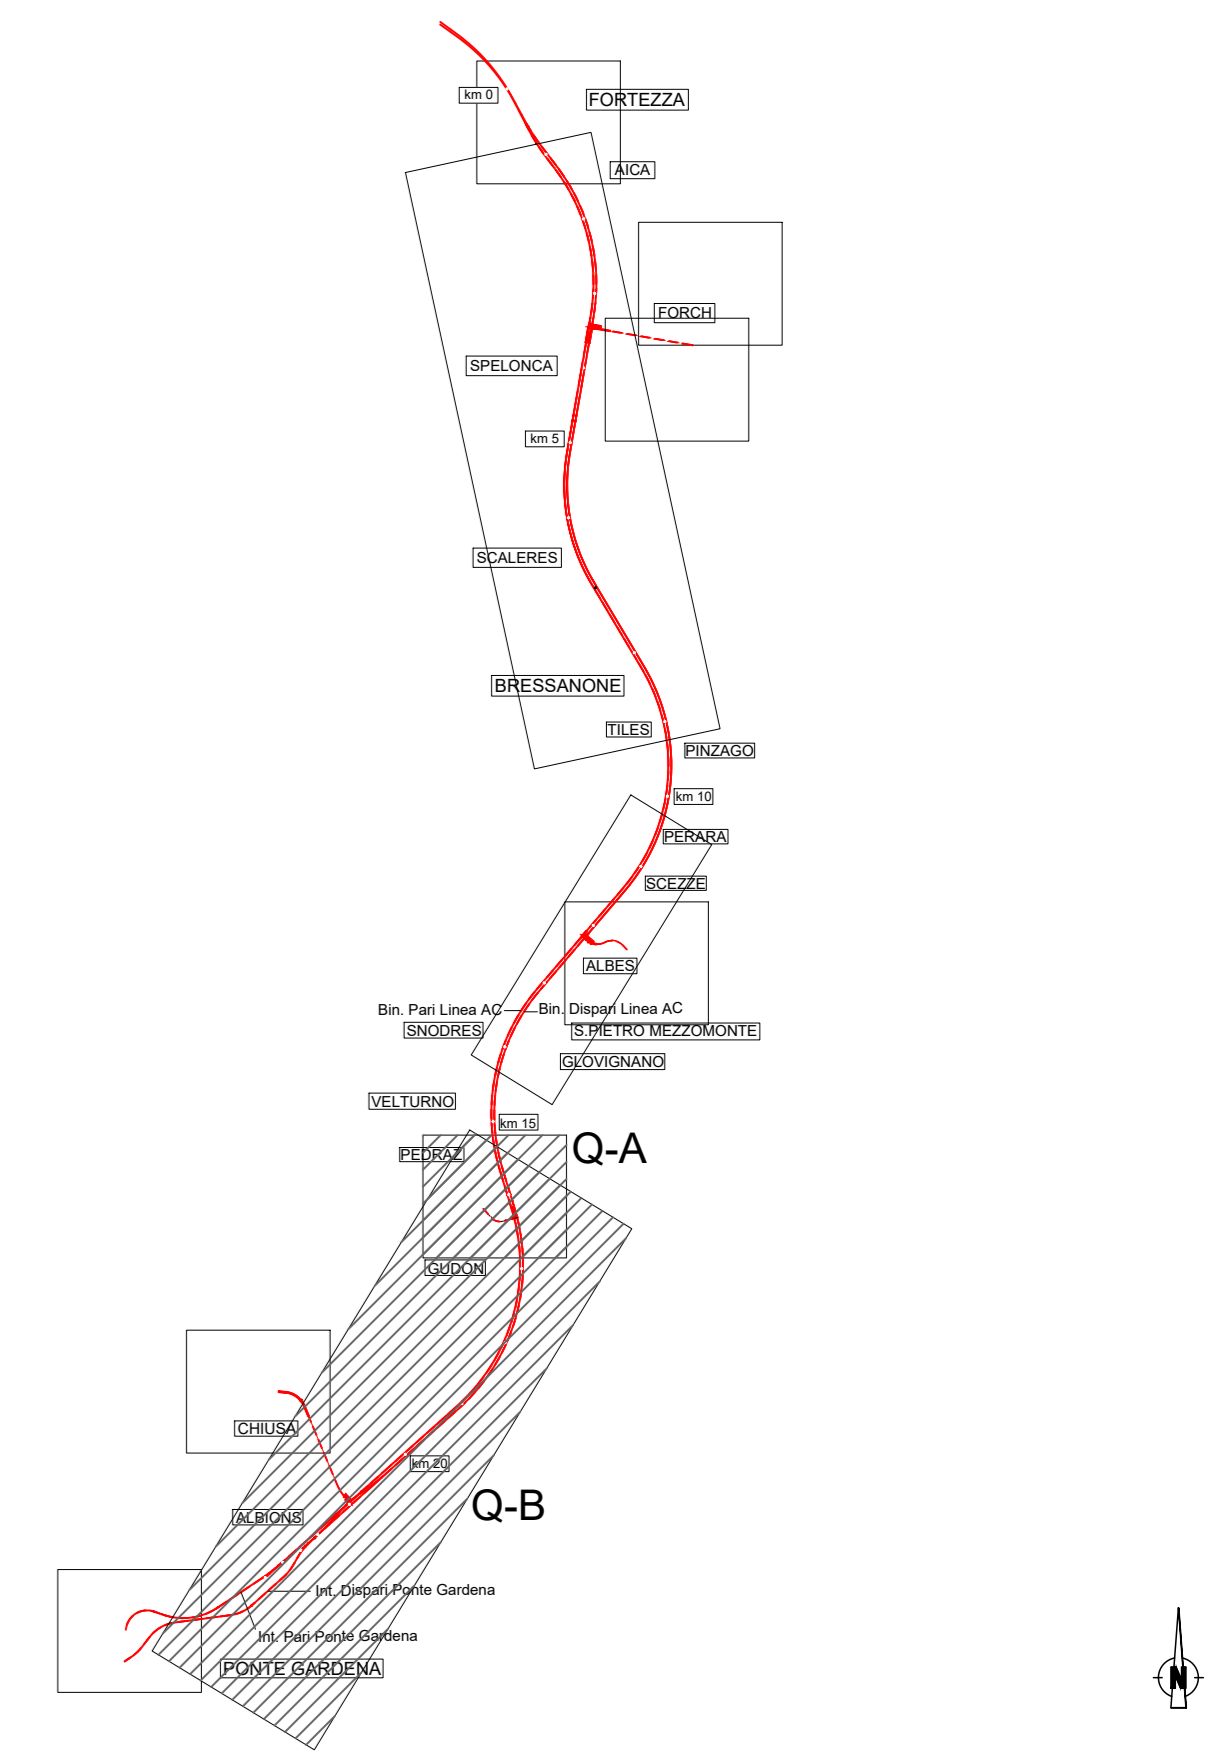 km 0
FORTEZZA
AICA
FORCH
SPELONCA
km 5
SCALERES
BRESSANONE
TILES
PINZAGO
km 10
PERARA
SCEZZE
ALBES
Bin. Pari Linea AC
Bin. Dispari Linea AC
SNODRES
S.PIETRO MEZZOMONTE
GLOVIGNANO
VELTURNO
km 15
Q-A
PEDRAZ
GUDON
CHIUSA
km 20
Q-B
ALBIONS
Int. Dispari Ponte Gardena
Int. Pari Ponte Gardena
PONTE GARDENA
N